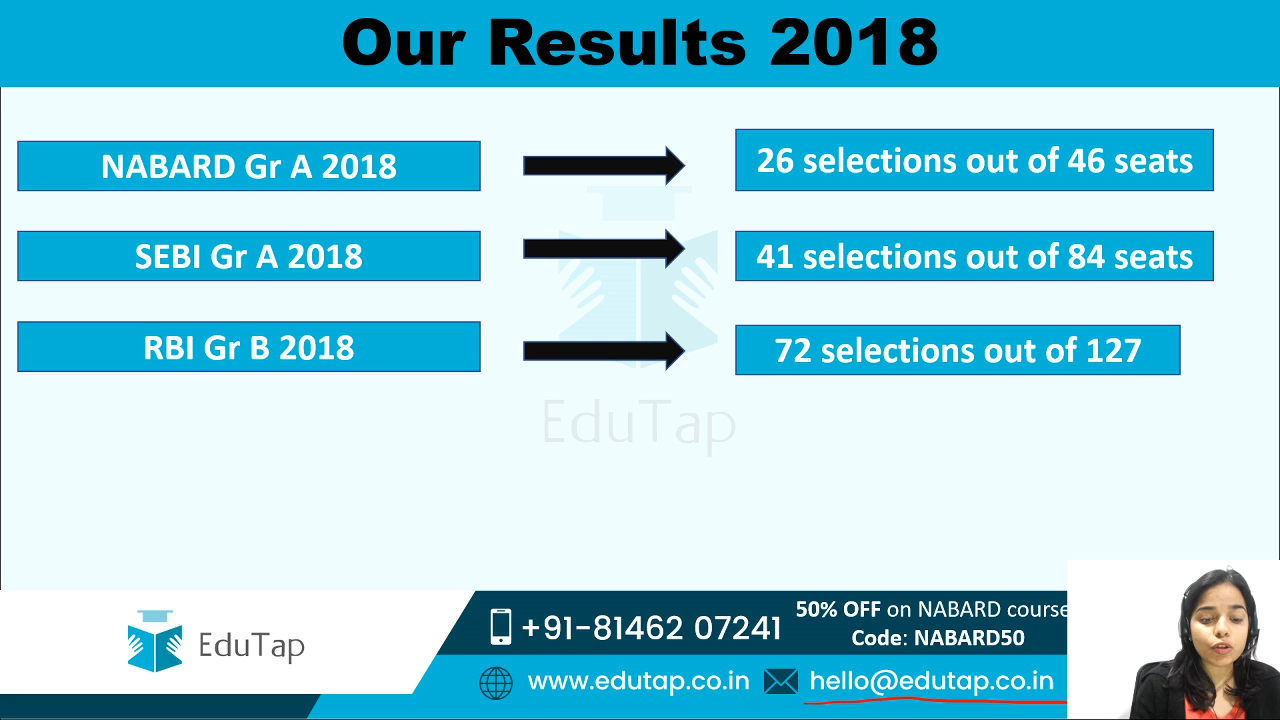 Our Results 2018
NABARD Gr A 2018
26 selections out of 46 seats
SEBI Gr A 2018
41 selections out of 84 seats
RBI Gr B 2018
72 selections out of 127
EduTap
EduTap
+91-81462 07241
50% OFF on NABARD course
Code: NABARD50
www.edutap.co.in
hello@edutap.co.in